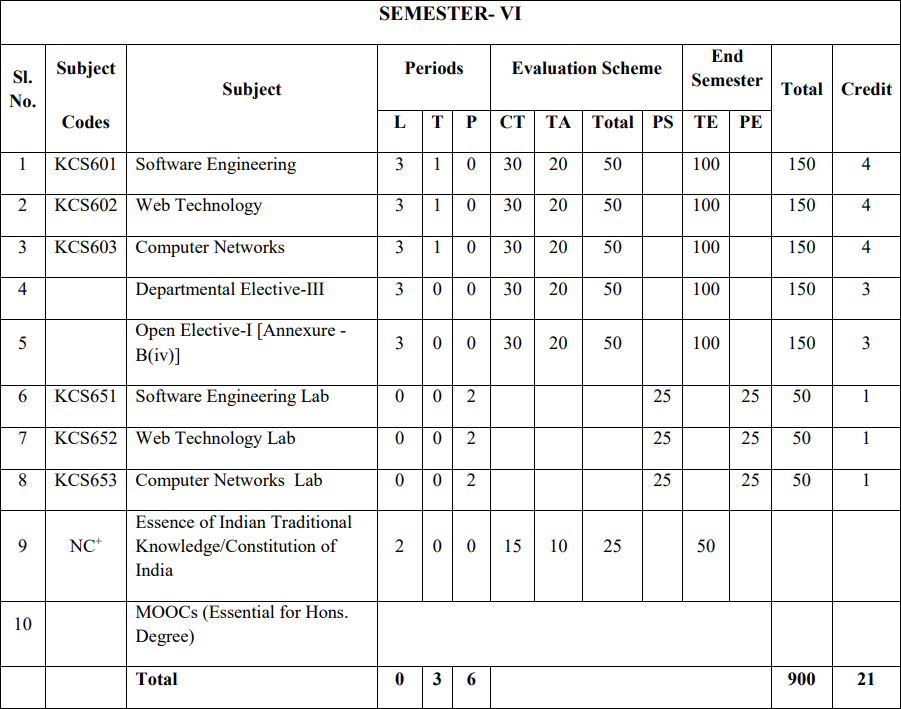 SEMESTER- VI
Sl. No. Subject Codes Subject Periods Evaluation Scheme End Semester Total Credit
L T P CT TA Total PS TE PE
1 KCS601 Software Engineering 3 1 0 30 20 50 100 150 4
2 KCS602 Web Technology 3 1 0 30 20 50 100 150 4
3 KCS603 Computer Networks 3 1 0 30 20 50 100 150 4
4 Departmental Elective-III 3 0 0 30 20 50 100 150 3
5 Open Elective-I [Annexure - B(iv)] 3 0 0 30 20 50 100 150 3
6 KCS651 Software Engineering Lab 0 0 2 25 25 50 1
7 KCS652 Web Technology Lab 0 0 2 25 25 50 1
8 KCS653 Computer Networks Lab 0 0 2 25 25 50 1
9 NC+ Essence of Indian Traditional Knowledge/Constitution of India 2 0 0 15 10 25 50
10 MOOCs (Essential for Hons. Degree)
Total 0 3 6 900 21